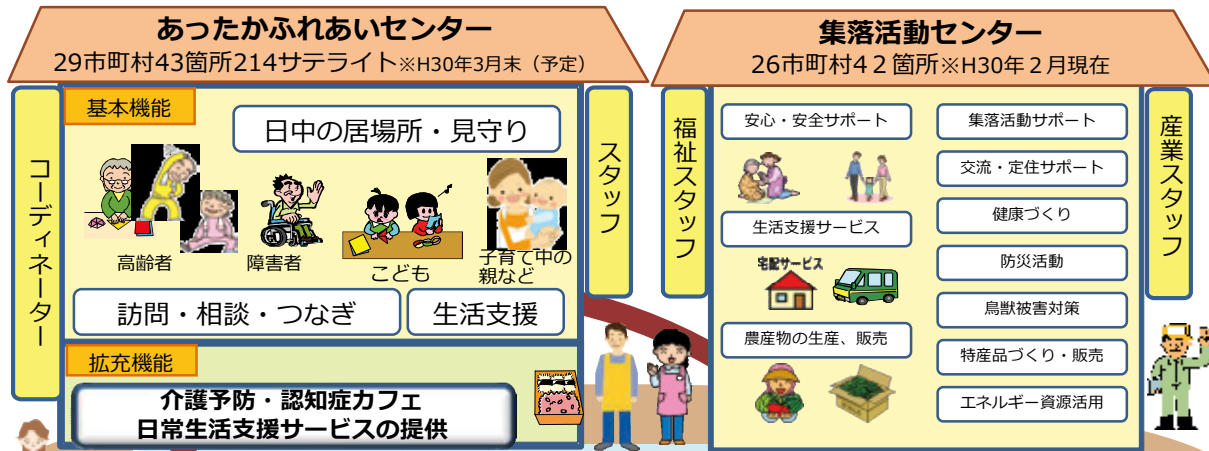 あったかふれあいセンター
29市町村43箇所214サテライト※H30年3月末（予定）
コーディネーター
基本機能
日中の居場所・見守り
高齢者
障害者
こども
子育て中の
親など
訪問・相談・つなぎ
生活支援
拡充機能
介護予防・認知症カフェ
日常生活支援サービスの提供
スタッフ
集落活動センター
26市町村4２箇所※H30年２月現在
福祉スタッフ
安心・安全サポート
生活支援サービス
宅配サービス
農産物の生産、販売
集落活動サポート
交流・定住サポート
健康づくり
防災活動
鳥獣被害対策
特産品づくり・販売
エネルギー資源活用
産業スタッフ